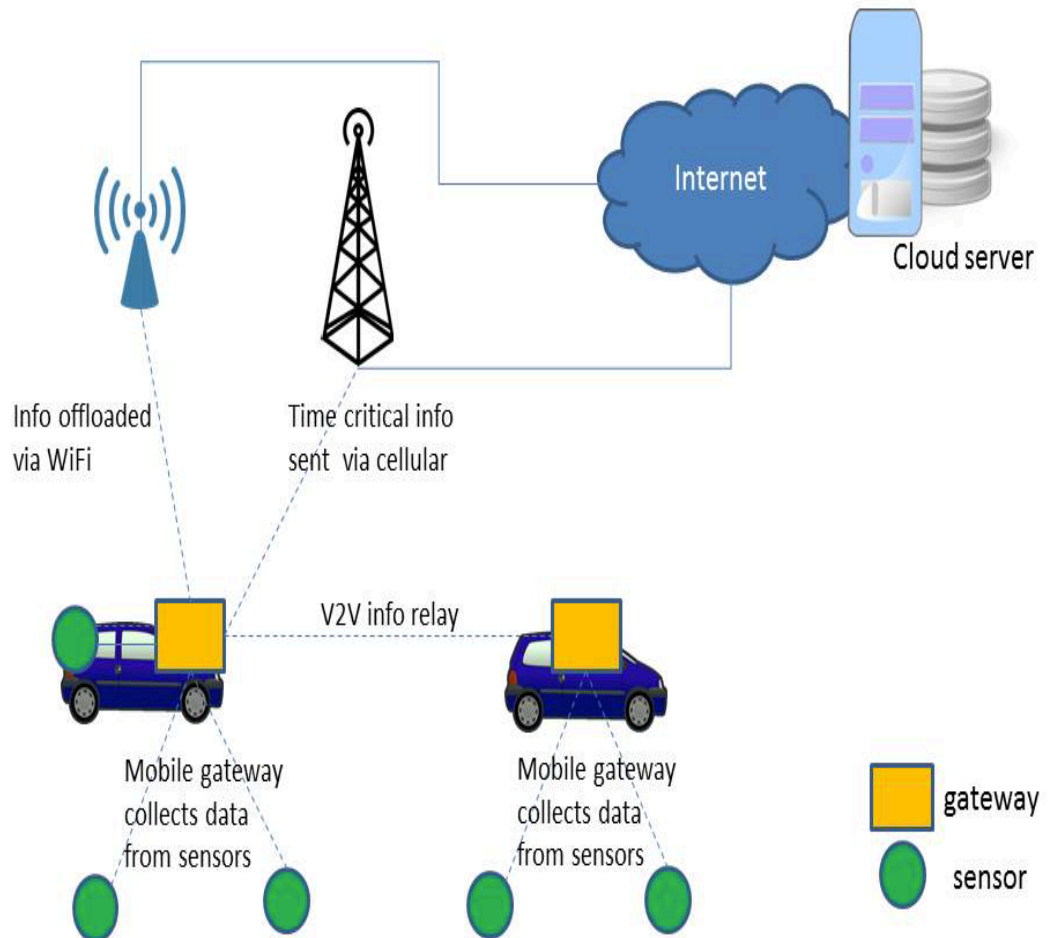 Internet
Cloud server
Info offloaded
via WiFi
Time critical info
sent via cellular
V2V info relay
Mobile gateway
collects data
from sensors
Mobile gateway
collects data
from sensors
gateway
sensor